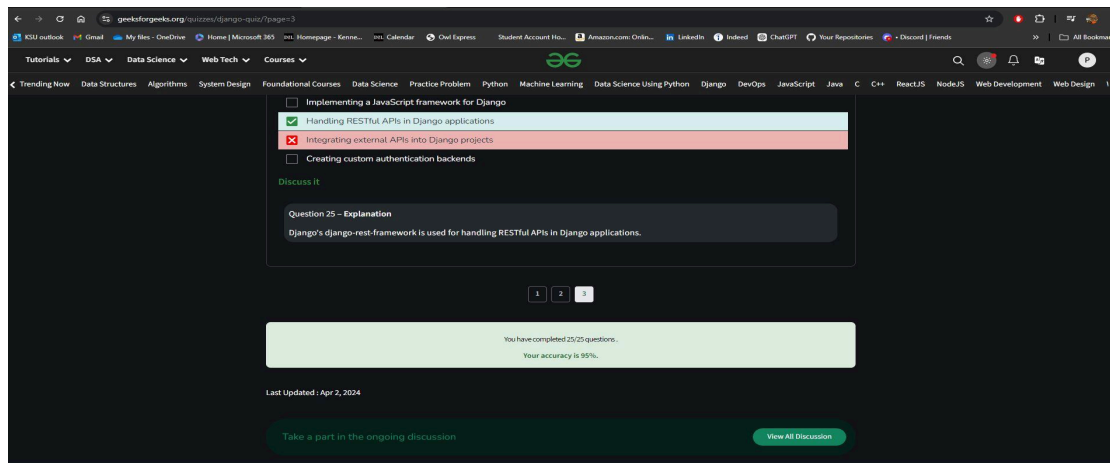 geeksforgeeks.org/quizzes/django-quiz/?page=3
KSU outlook Gmail My files - OneDrive Home | Microsoft 365 D2L Homepage - Kenne... D2L Calendar Owl Express Student Account Ho... Amazon.com: Onlin... LinkedIn Indeed ChatGPT Your Repositories • Discord | Friends » All Bookmar
Tutorials DSA Data Science Web Tech Courses P
Trending Now Data Structures Algorithms System Design Foundational Courses Data Science Practice Problem Python Machine Learning Data Science Using Python Django DevOps JavaScript Java C C++ ReactJS NodeJS Web Development Web Design
Implementing a JavaScript framework for Django
Handling RESTful APIs in Django applications
Integrating external APIs into Django projects
Creating custom authentication backends
Discuss it
Question 25 – Explanation
Django's django-rest-framework is used for handling RESTful APIs in Django applications.
1 2 3
You have completed 25/25 questions .
Your accuracy is 95%.
Last Updated : Apr 2, 2024
Take a part in the ongoing discussion
View All Discussion